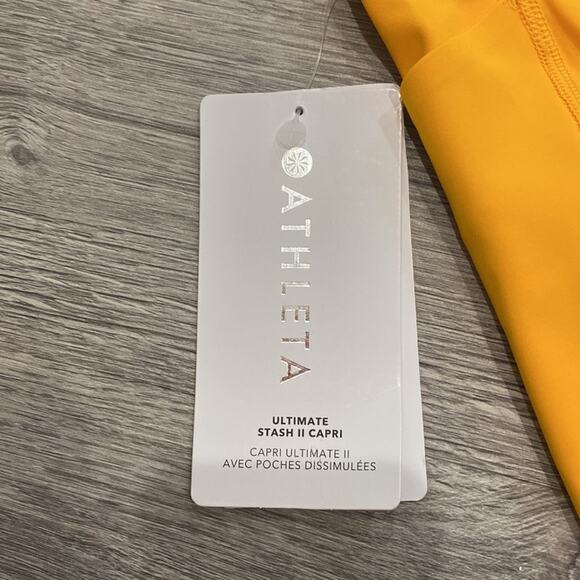 ATHLETA
ULTIMATE
STASH II CAPRI
CAPRI ULTIMATE II
AVEC POCHES DISSIMULÉES